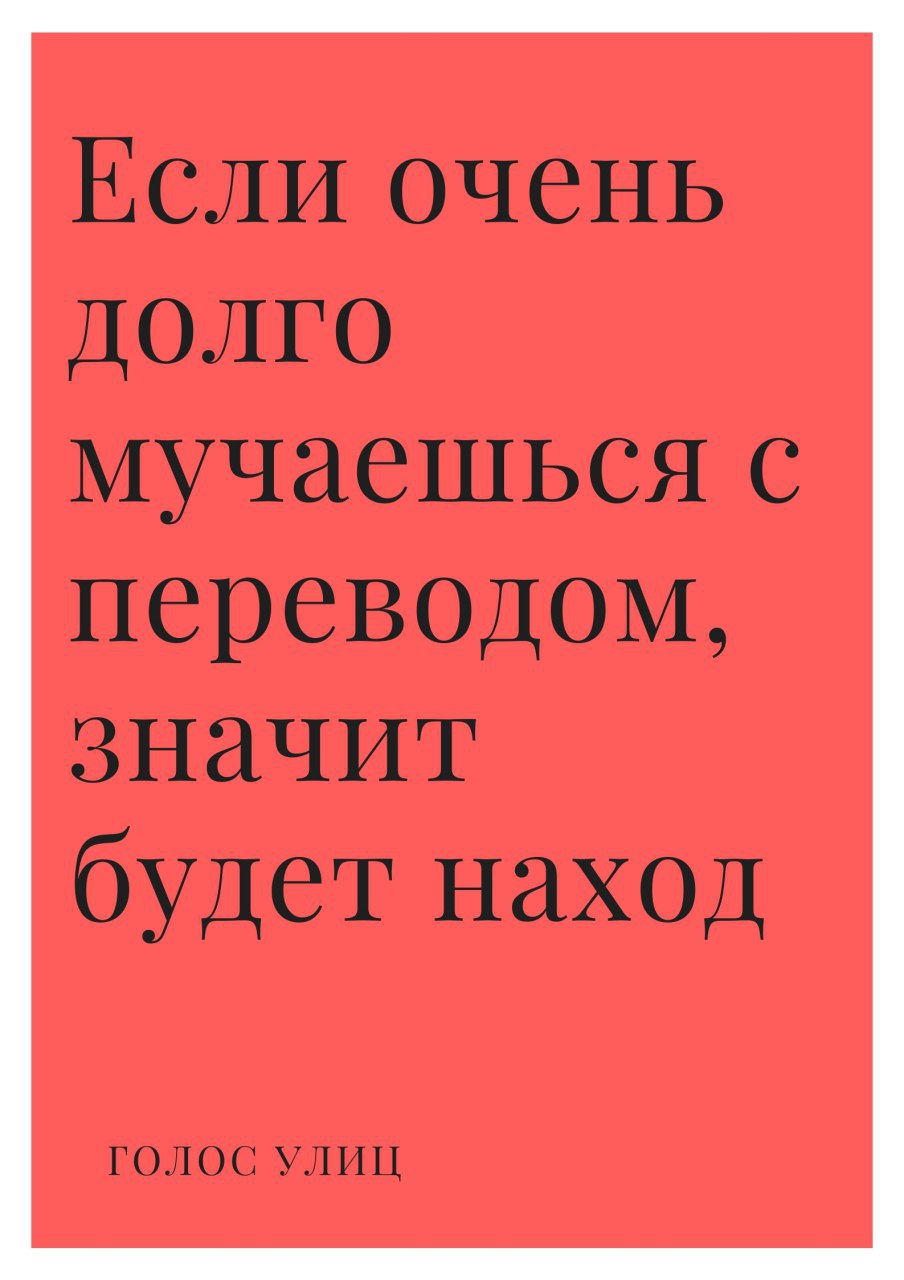 Если очень
долго
мучаешься с
переводом,
значит
будет наход
ГОЛОС УЛИЦ